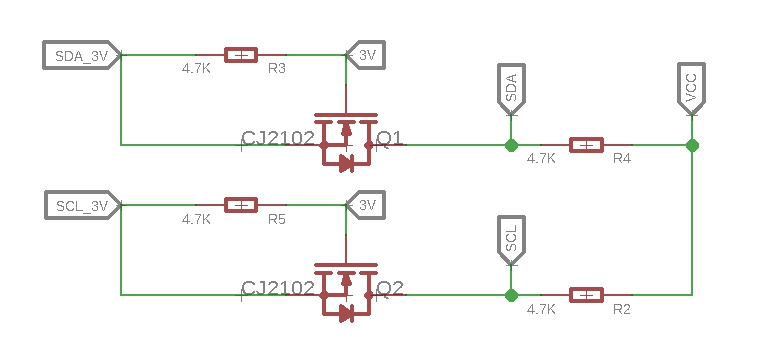 SDA_3V
4.7K
R3
3V
CJ2102
Q1
SDA
VCC
4.7K
R4
SCL_3V
4.7K
R5
3V
CJ2102
Q2
SCL
4.7K
R2